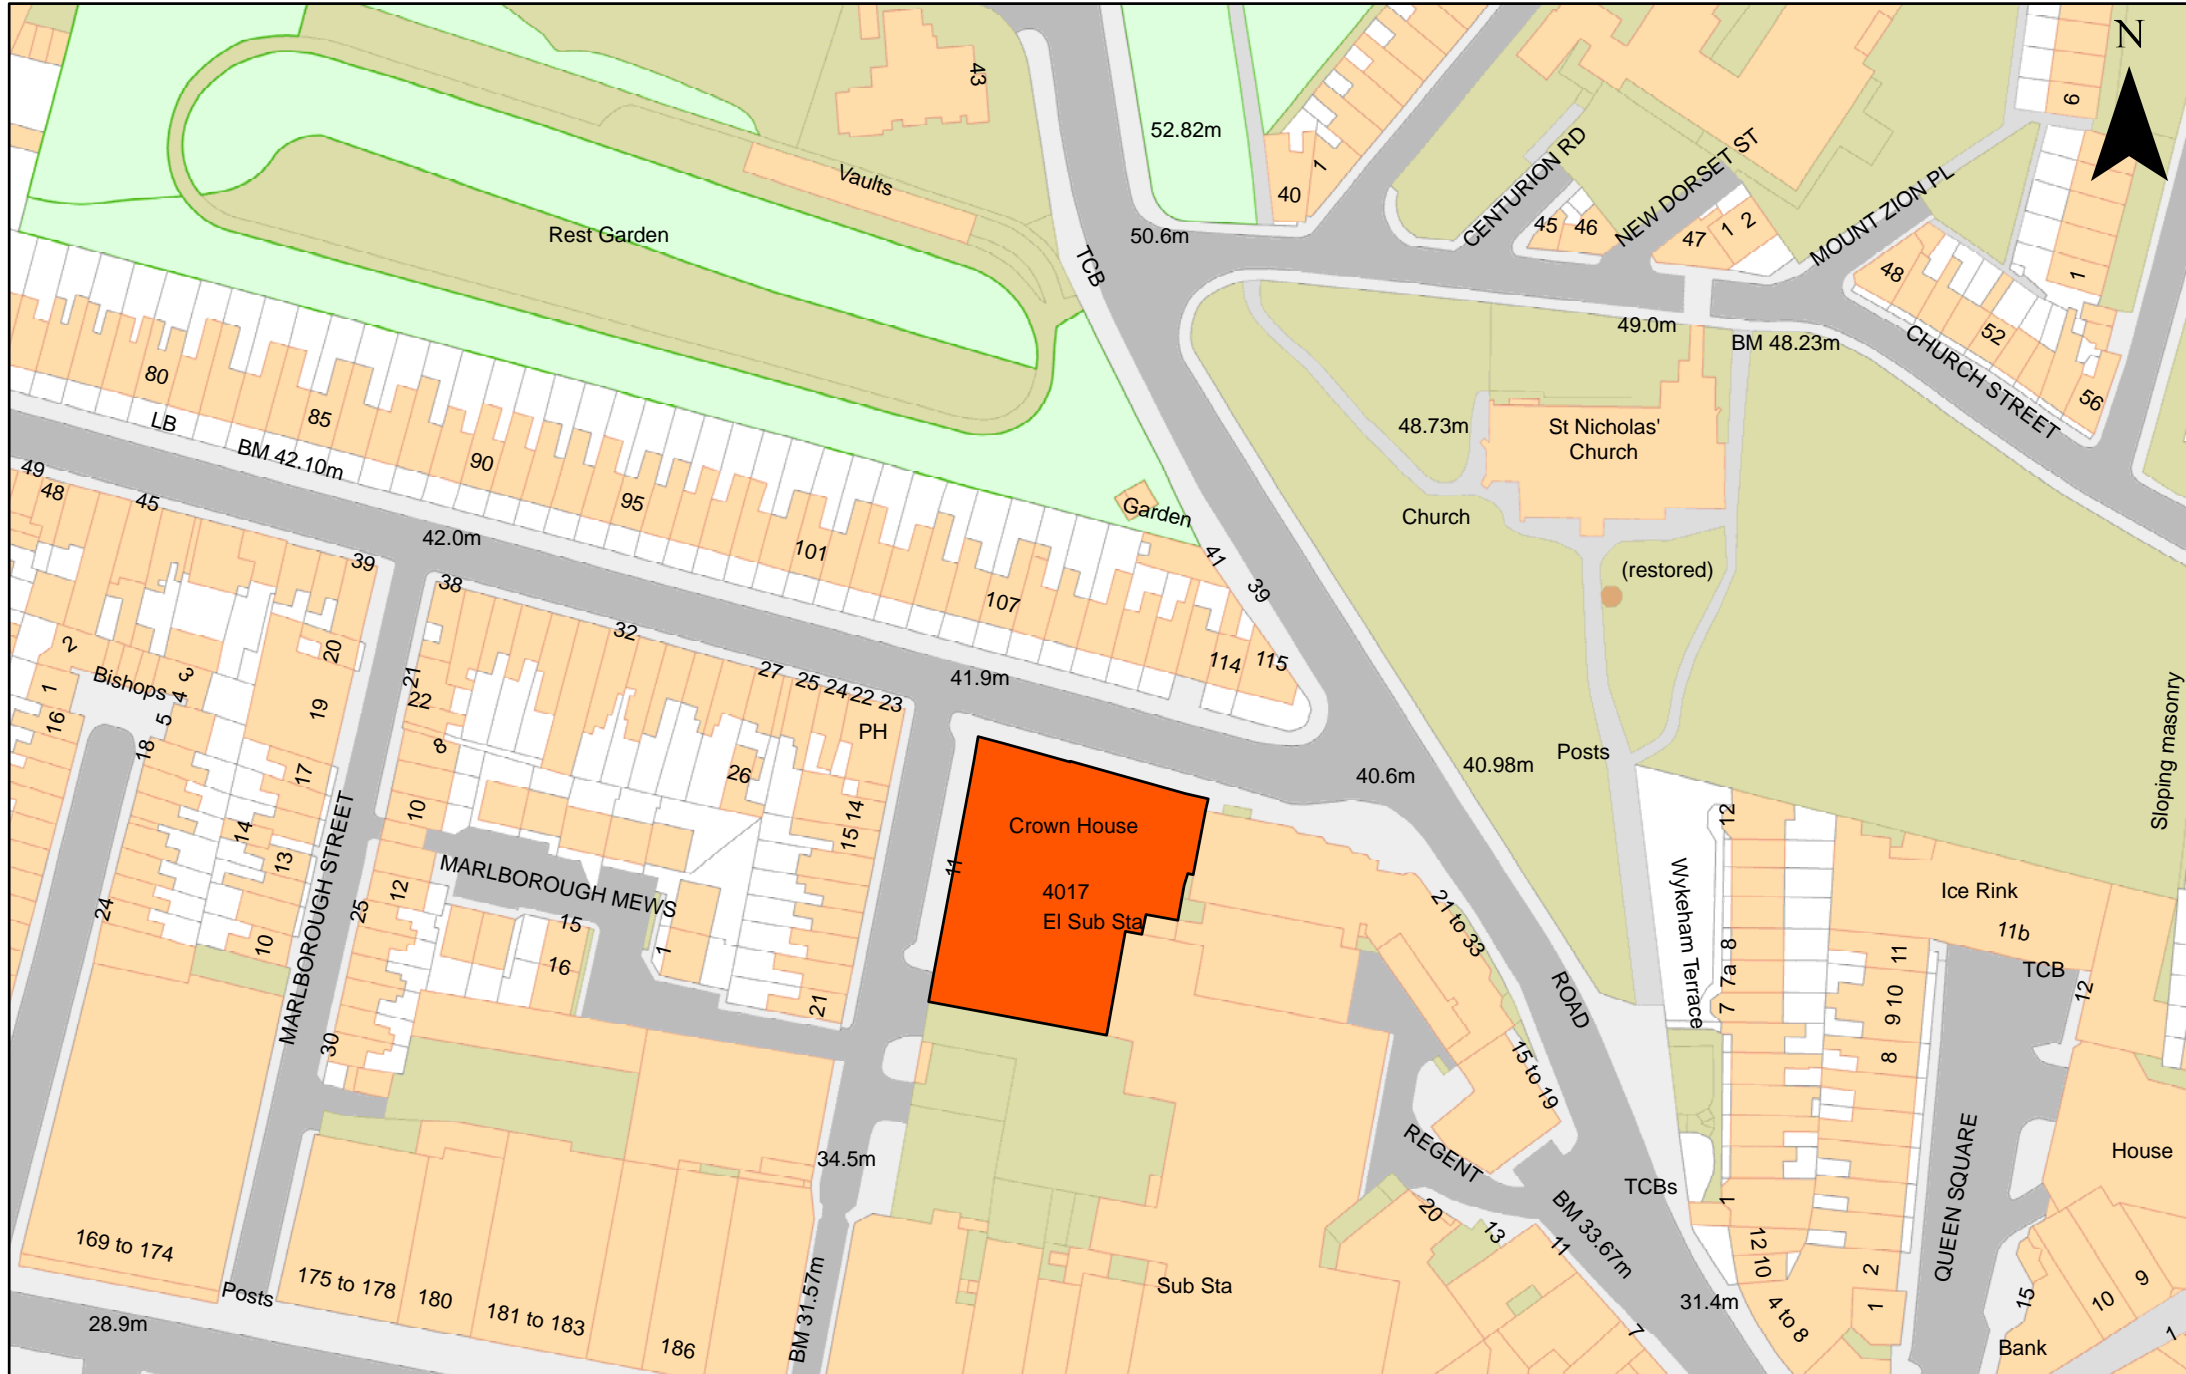 N
43
6
52.82m
Vaults
40
1
CENTURION RD
NEW DORSET ST
MOUNT ZION PL
45
46
47
1
2
Rest Garden
50.6m
TCB
48
1
49.0m
BM 48.23m
52
CHURCH STREET
56
80
LB
85
BM 42.10m
90
95
101
107
Garden
48.73m
St Nicholas'
Church
Church
(restored)
49
48
45
42.0m
39
38
41
39
32
27
25
24
22
23
PH
41.9m
114
115
2
Bishops
1
16
3
4
5
18
20
19
17
21
22
8
26
40.6m
40.98m
Posts
Sloping masonry
14
13
10
24
MARLBOROUGH STREET
10
12
25
30
MARLBOROUGH MEWS
15
16
1
14
15
21
11
Crown House
4017
El Sub Sta
21 to 33
15 to 19
ROAD
Wykeham Terrace
12
8
7a
7
1
Ice Rink
11b
11
9 10
8
TCB
12
QUEEN SQUARE
House
REGENT
20
13
11
7
BM 33.67m
TCBs
12
10
4 to 8
31.4m
2
1
15
10
9
1
Bank
34.5m
BM 31.57m
Sub Sta
169 to 174
Posts
175 to 178
180
181 to 183
186
28.9m